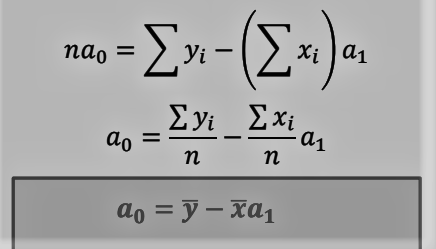 na₀ = ∑ yᵢ − (∑ xᵢ) a₁
a₀ = ∑ yᵢ / n − ∑ xᵢ / n a₁
a₀ = y̅ − x̅a₁